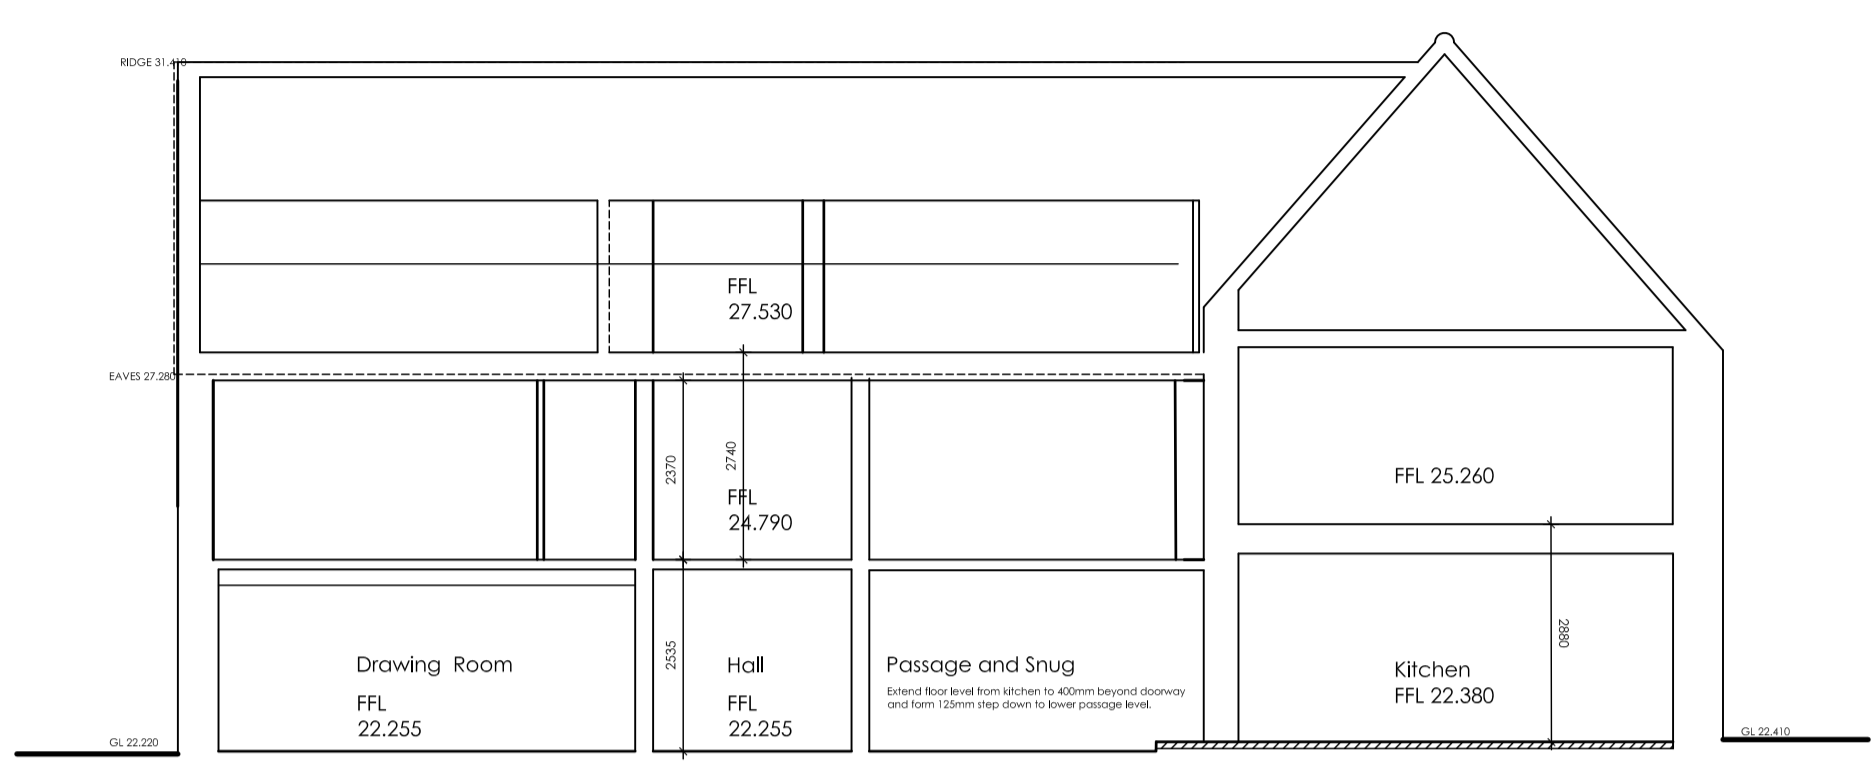 RIDGE 31.410
FFL
27.530
EAVES 27.280
2370
2740
FFL
24.790
FFL 25.260
2535
2880
Drawing Room
FFL
22.255
Hall
FFL
22.255
Passage and Snug
Extend floor level from kitchen to 400mm beyond doorway
and form 125mm step down to lower passage level.
Kitchen
FFL 22.380
GL 22.220
GL 22.410